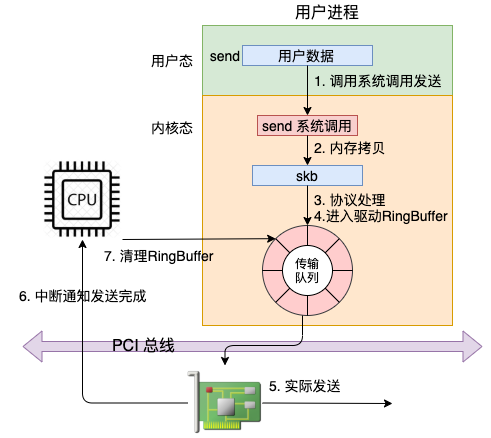 用户进程
用户态
send
用户数据
1. 调用系统调用发送
内核态
send 系统调用
2. 内存拷贝
skb
3. 协议处理
4.进入驱动RingBuffer
CPU
7. 清理RingBuffer
传输
队列
6. 中断通知发送完成
PCI 总线
5. 实际发送